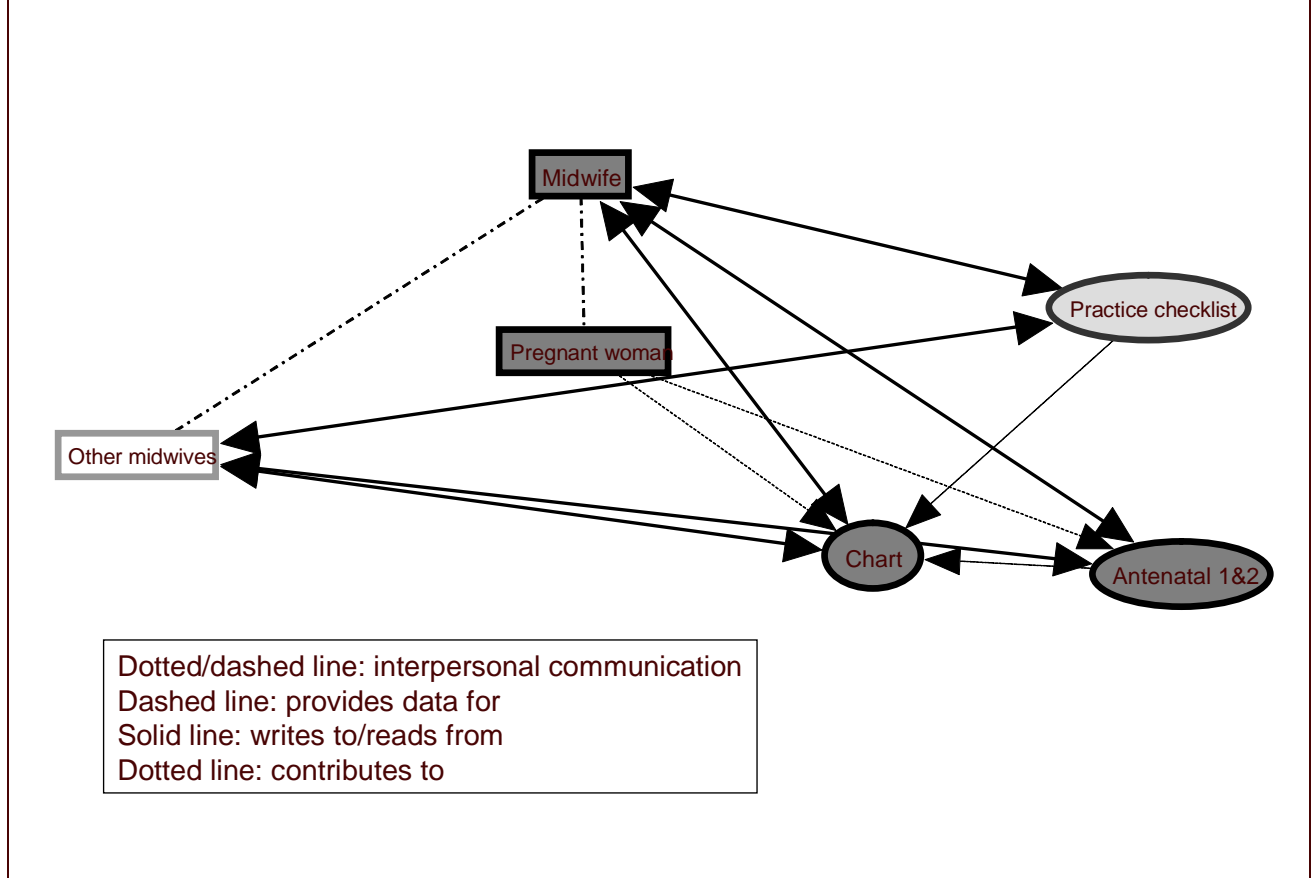 Midwife
Practice checklist
Pregnant woman
Other midwives
Chart
Antenatal 1&2
Dotted/dashed line: interpersonal communication
Dashed line: provides data for
Solid line: writes to/reads from
Dotted line: contributes to